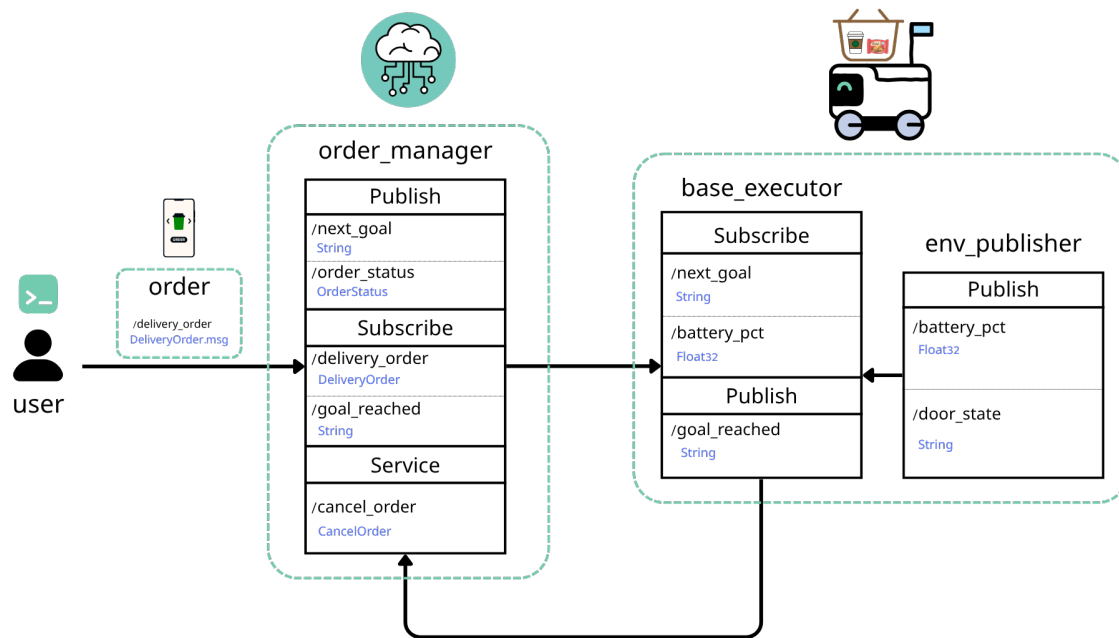 order_manager
Publish
/next_goal
String
/order_status
OrderStatus
Subscribe
/delivery_order
DeliveryOrder
/goal_reached
String
Service
/cancel_order
CancelOrder
order
/delivery_order
DeliveryOrder.msg
>_
user
base_executor
Subscribe
/next_goal
String
/battery_pct
Float32
Publish
/goal_reached
String
env_publisher
Publish
/battery_pct
Float32
/door_state
String